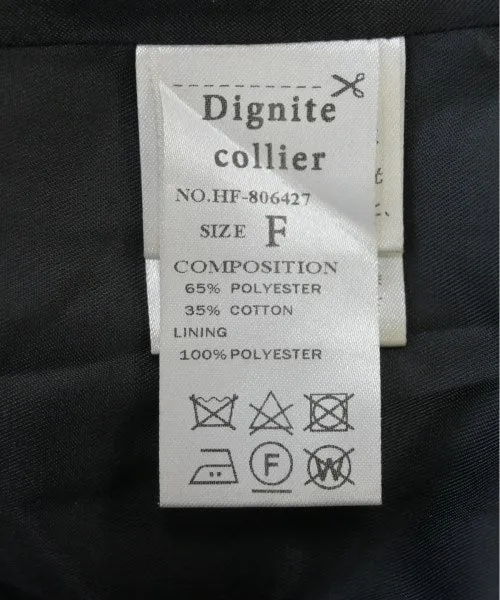 Dignite
collier
NO.HF-806427
SIZE F
COMPOSITION
65% POLYESTER
35% COTTON
LINING
100% POLYESTER
F
W